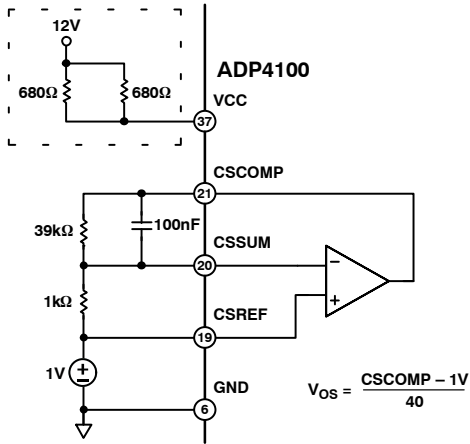 12V
ADP4100
680Ω
680Ω
VCC
37
CSCOMP
21
39kΩ
100nF
CSSUM
20
−
1kΩ
CSREF
+
19
1V
+
−
GND
V_OS = CSCOMP – 1V / 40
6